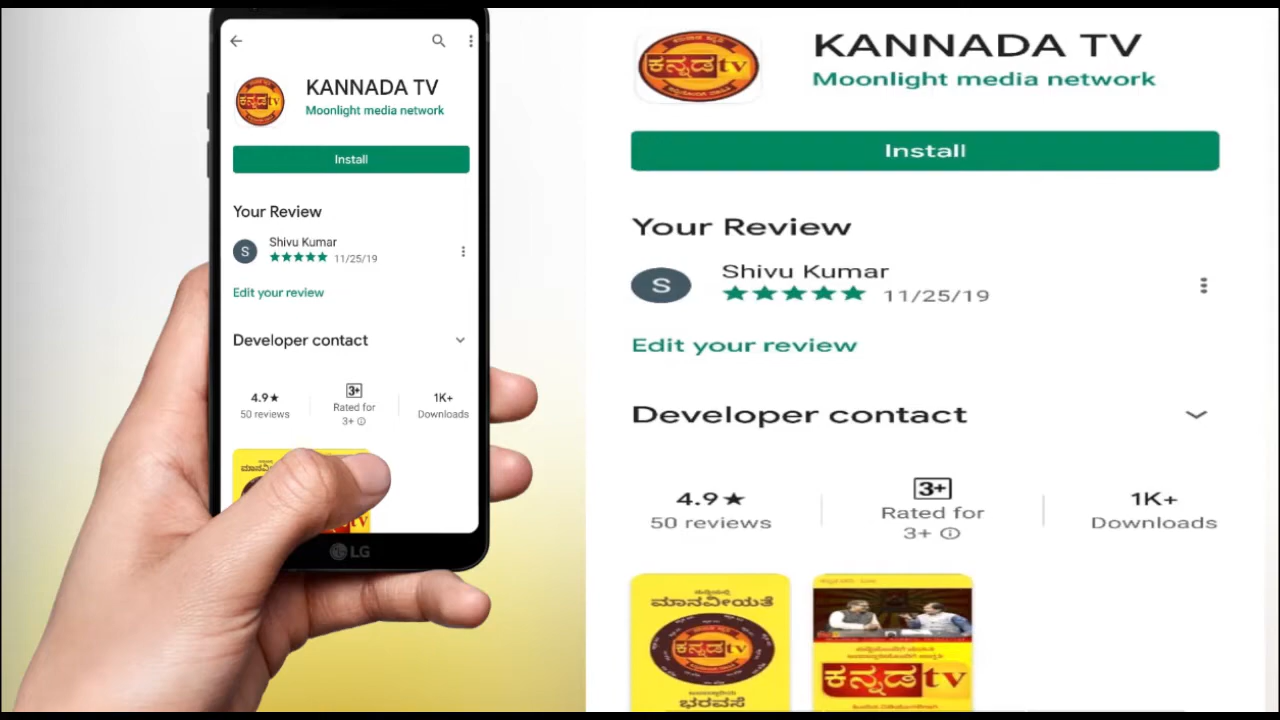 KANNADA TV
Moonlight media network
Install
Your Review
S
Shivu Kumar
11/25/19
Edit your review
Developer contact
4.9★
50 reviews
3+
Rated for
3+
1K+
Downloads
ಕನ್ನಡtv
LG
KANNADA TV
Moonlight media network
ಕನ್ನಡtv
Install
Your Review
S
Shivu Kumar
11/25/19
Edit your review
Developer contact
4.9★
50 reviews
3+
Rated for
3+
1K+
Downloads
ಮಾನವೀಯತೆ
ಕನ್ನಡtv
ಭರವಸೆ
ಕನ್ನಡtv